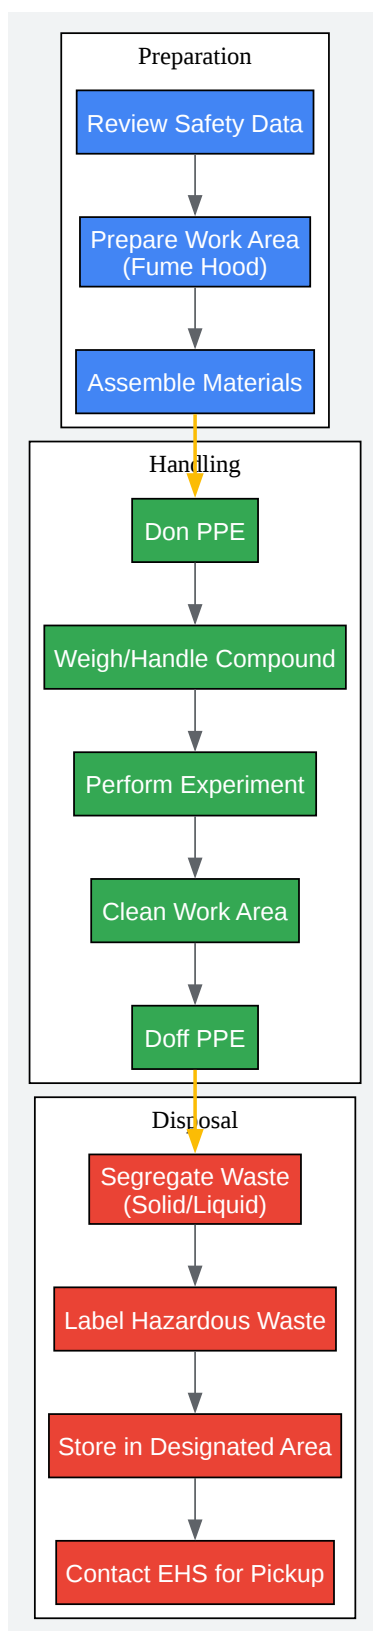 Preparation
Review Safety Data
Prepare Work Area
(Fume Hood)
Assemble Materials
Handling
Don PPE
Weigh/Handle Compound
Perform Experiment
Clean Work Area
Doff PPE
Disposal
Segregate Waste
(Solid/Liquid)
Label Hazardous Waste
Store in Designated Area
Contact EHS for Pickup